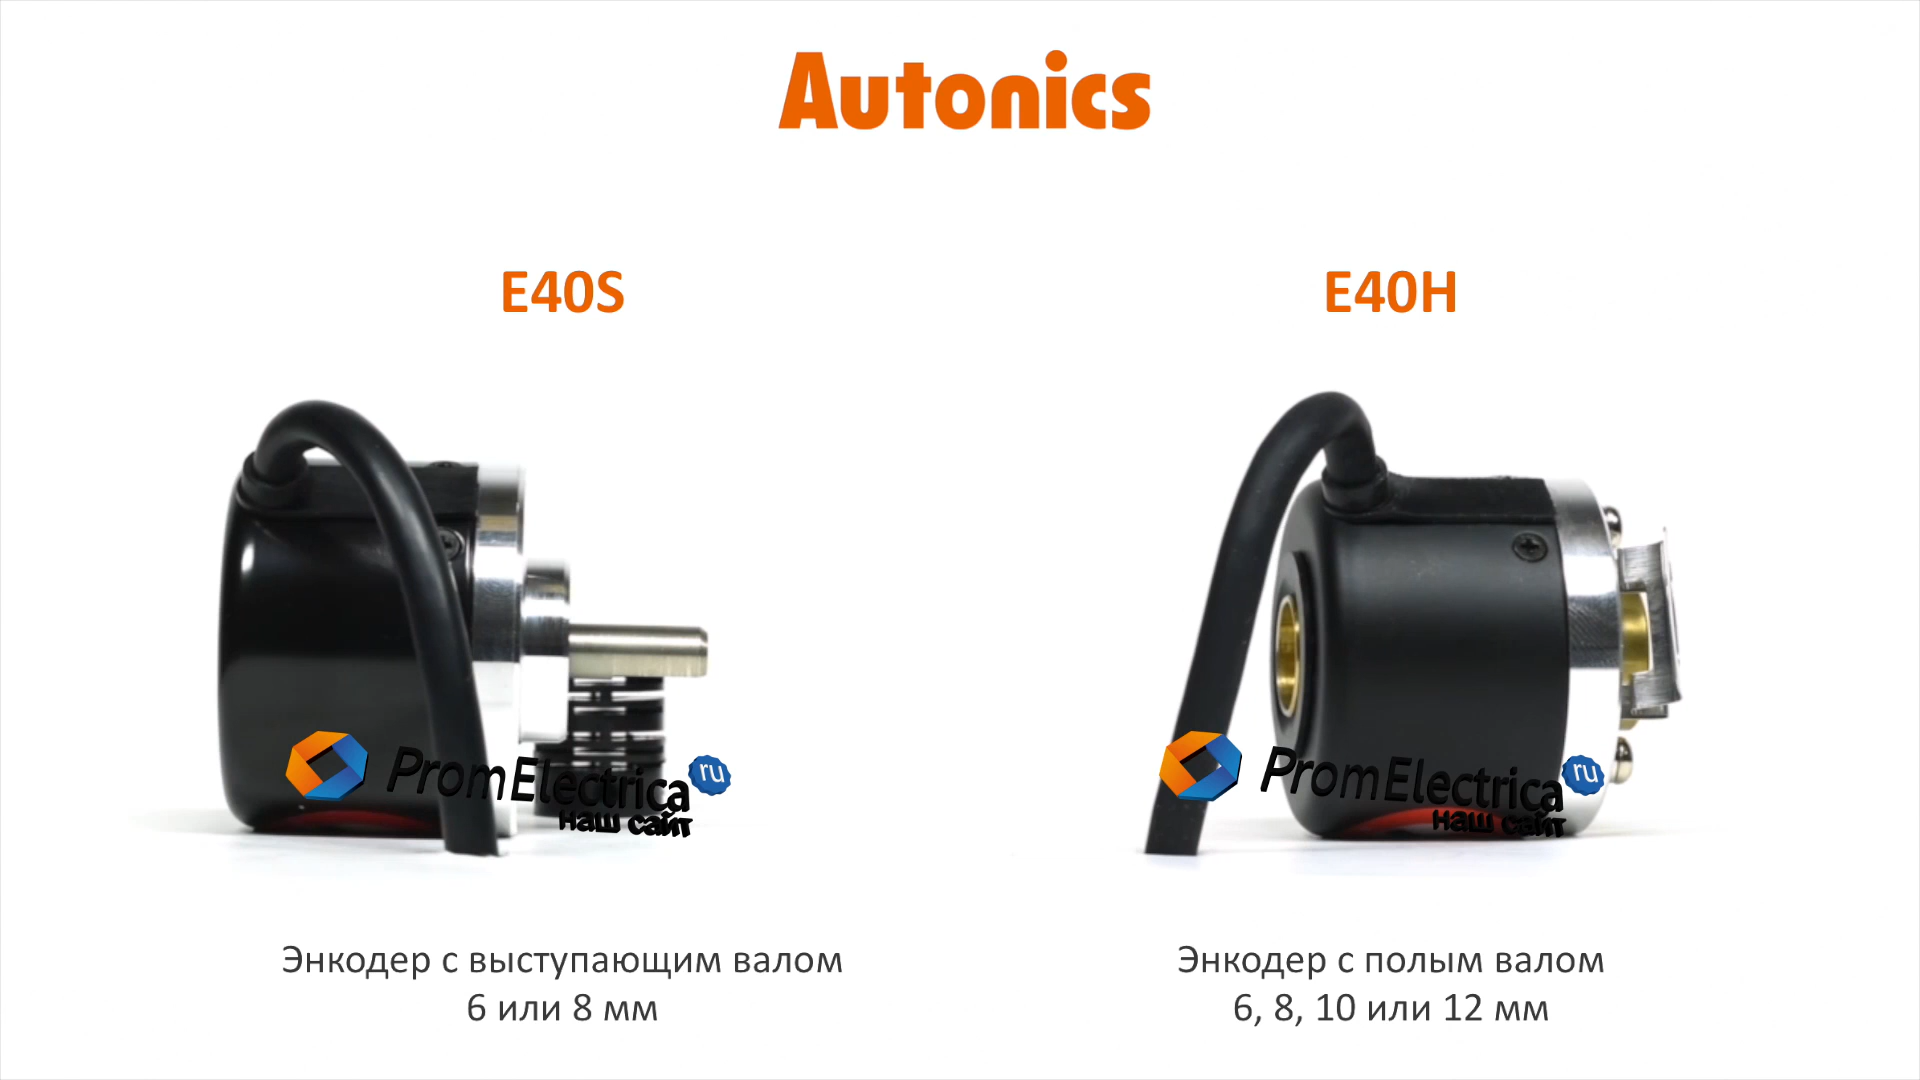 Autonics
E40S
E40H
PromElectrica ru
наш сайт
PromElectrica ru
наш сайт
Энкодер с выступающим валом
6 или 8 мм
Энкодер с полым валом
6, 8, 10 или 12 мм